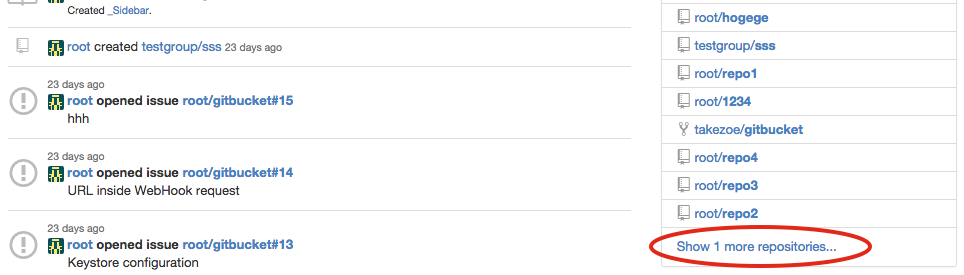 Created _Sidebar.
root created testgroup/sss 23 days ago
23 days ago
root opened issue root/gitbucket#15
hhh
23 days ago
root opened issue root/gitbucket#14
URL inside WebHook request
23 days ago
root opened issue root/gitbucket#13
Keystore configuration
root/hogege
testgroup/sss
root/repo1
root/1234
takezoe/gitbucket
root/repo4
root/repo3
root/repo2
Show 1 more repositories...